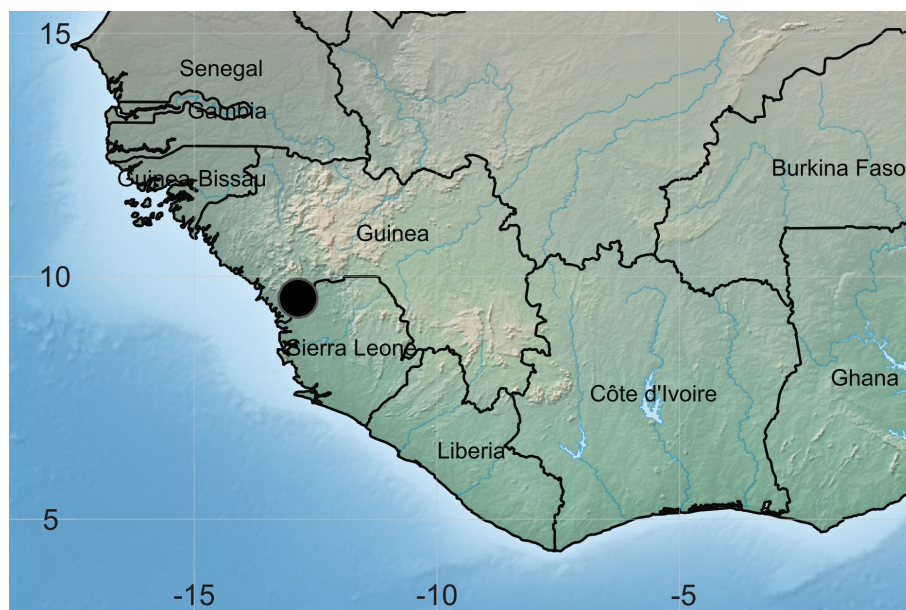 15
Senegal
Gambia
Burkina Faso
Guinea-Bissau
Guinea
10
Sierra Leone
Ghana
Côte d'Ivoire
Liberia
5
-15
-10
-5